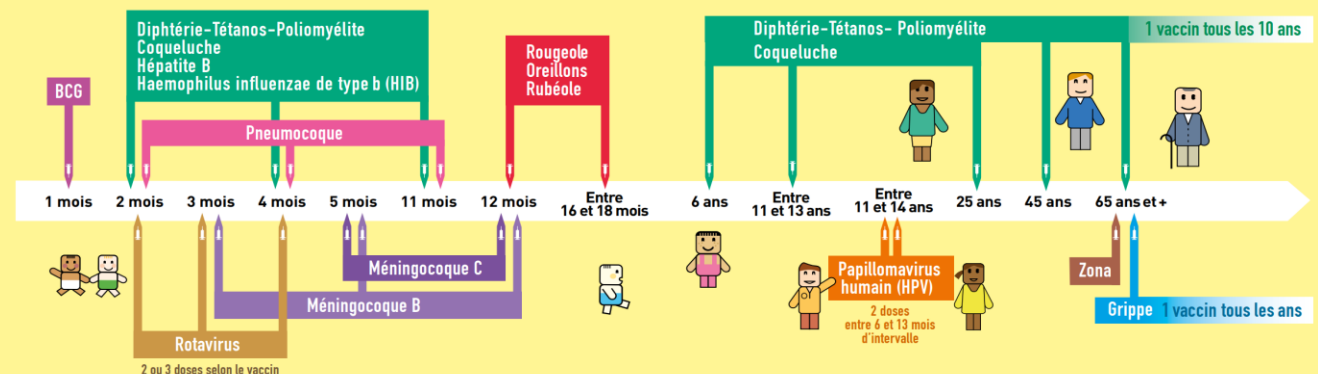 Diphtérie-Tétanos-Poliomyélite
Coqueluche
Hépatite B
Haemophilus influenzae de type b (HIB)
BCG
Pneumocoque
Rougeole
Oreillons
Rubéole
Diphtérie-Tétanos- Poliomyélite
Coqueluche
1 vaccin tous les 10 ans
1 mois
2 mois
3 mois
4 mois
5 mois
11 mois
12 mois
Entre
16 et 18 mois
6 ans
Entre
11 et 13 ans
Entre
11 et 14 ans
25 ans
45 ans
65 ans et +
Méningocoque C
Méningocoque B
Rotavirus
2 ou 3 doses selon le vaccin
Papillomavirus
humain (HPV)
2 doses
entre 6 et 13 mois
d'intervalle
Zona
Grippe 1 vaccin tous les ans